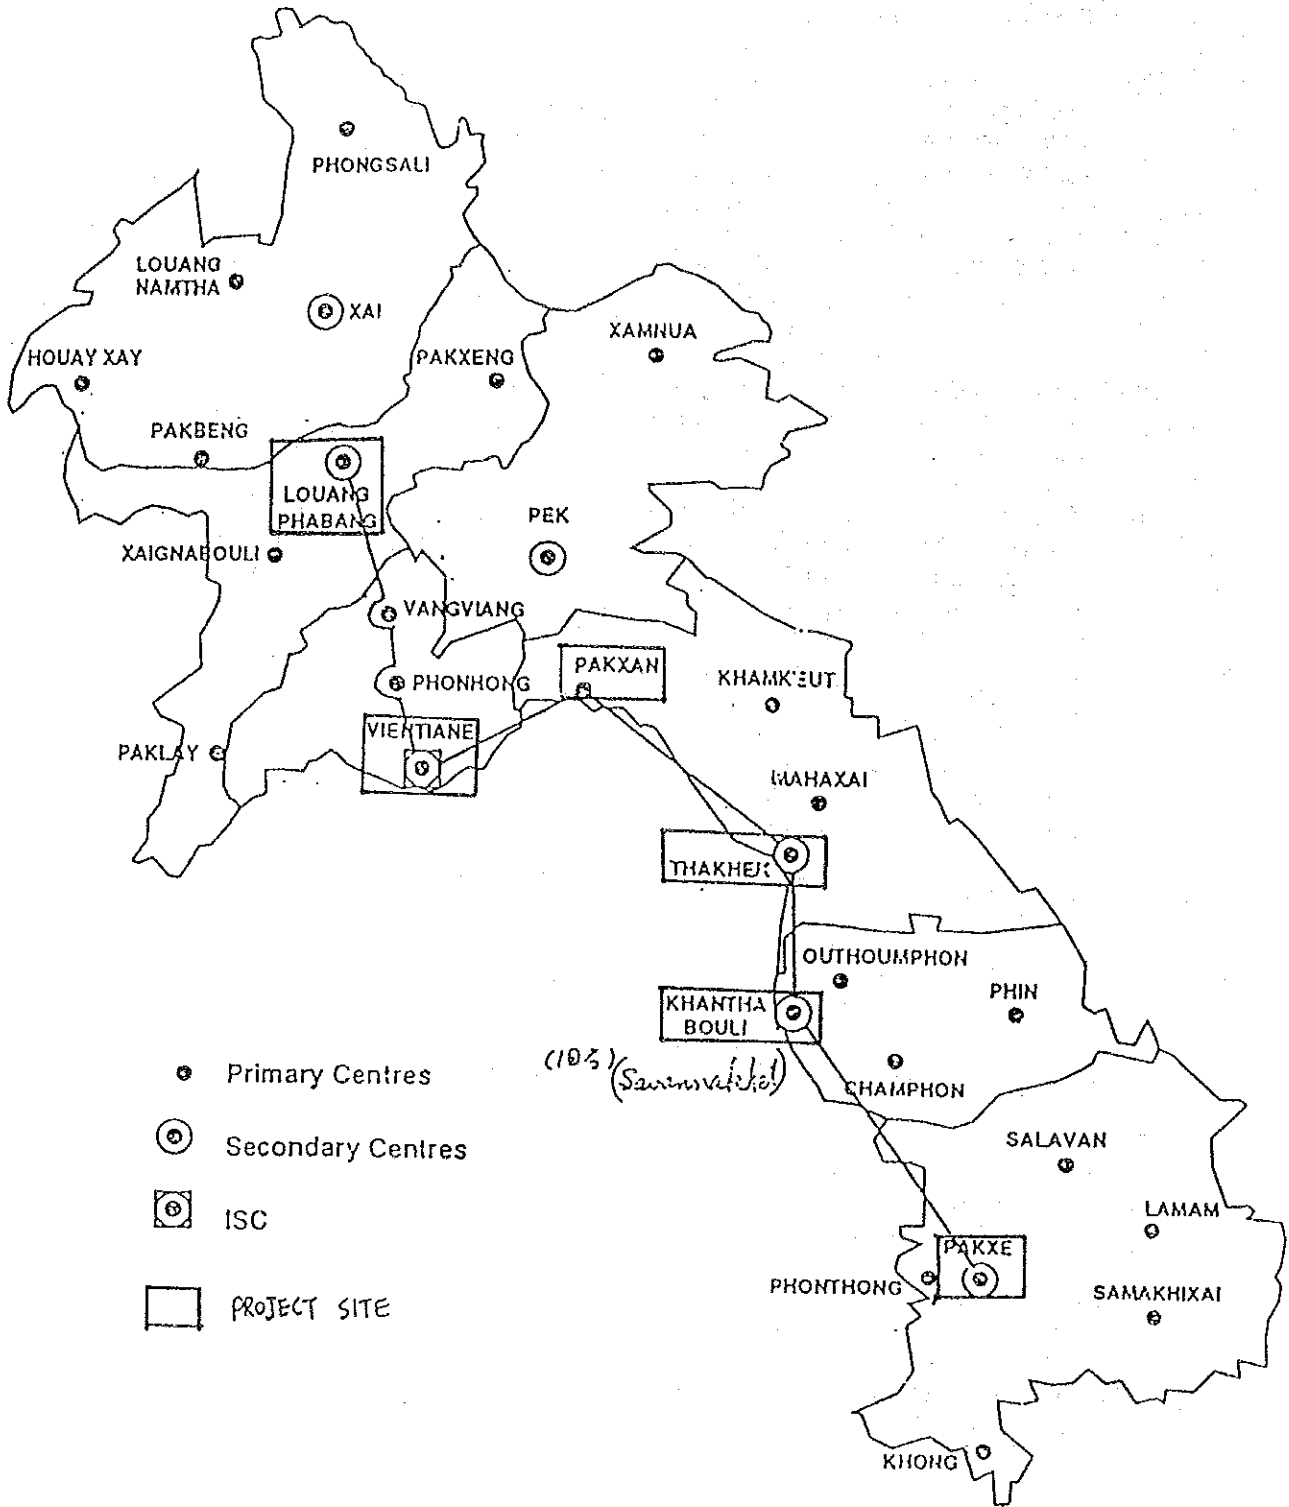 PHONGSALI
LOUANG
NAMTHA
XAI
XAMNUA
HOUAY XAY
PAKXENG
PAKBENG
LOUANG
PHABANG
PEK
XAIGNABOULI
VANGVIANG
PAKXAN
PHONHONG
KHAMKEUT
VIENTIANE
PAKLAY
MAHAXAI
THAKHEK
OUTHOUMPHON
PHIN
KHANTHA
BOULI
CHAMPHON
Primary Centres
Secondary Centres
SALAVAN
LAMAM
ISC
PAKXE
PHONTHONG
SAMAKHIXAI
PROJECT SITE
KHONG